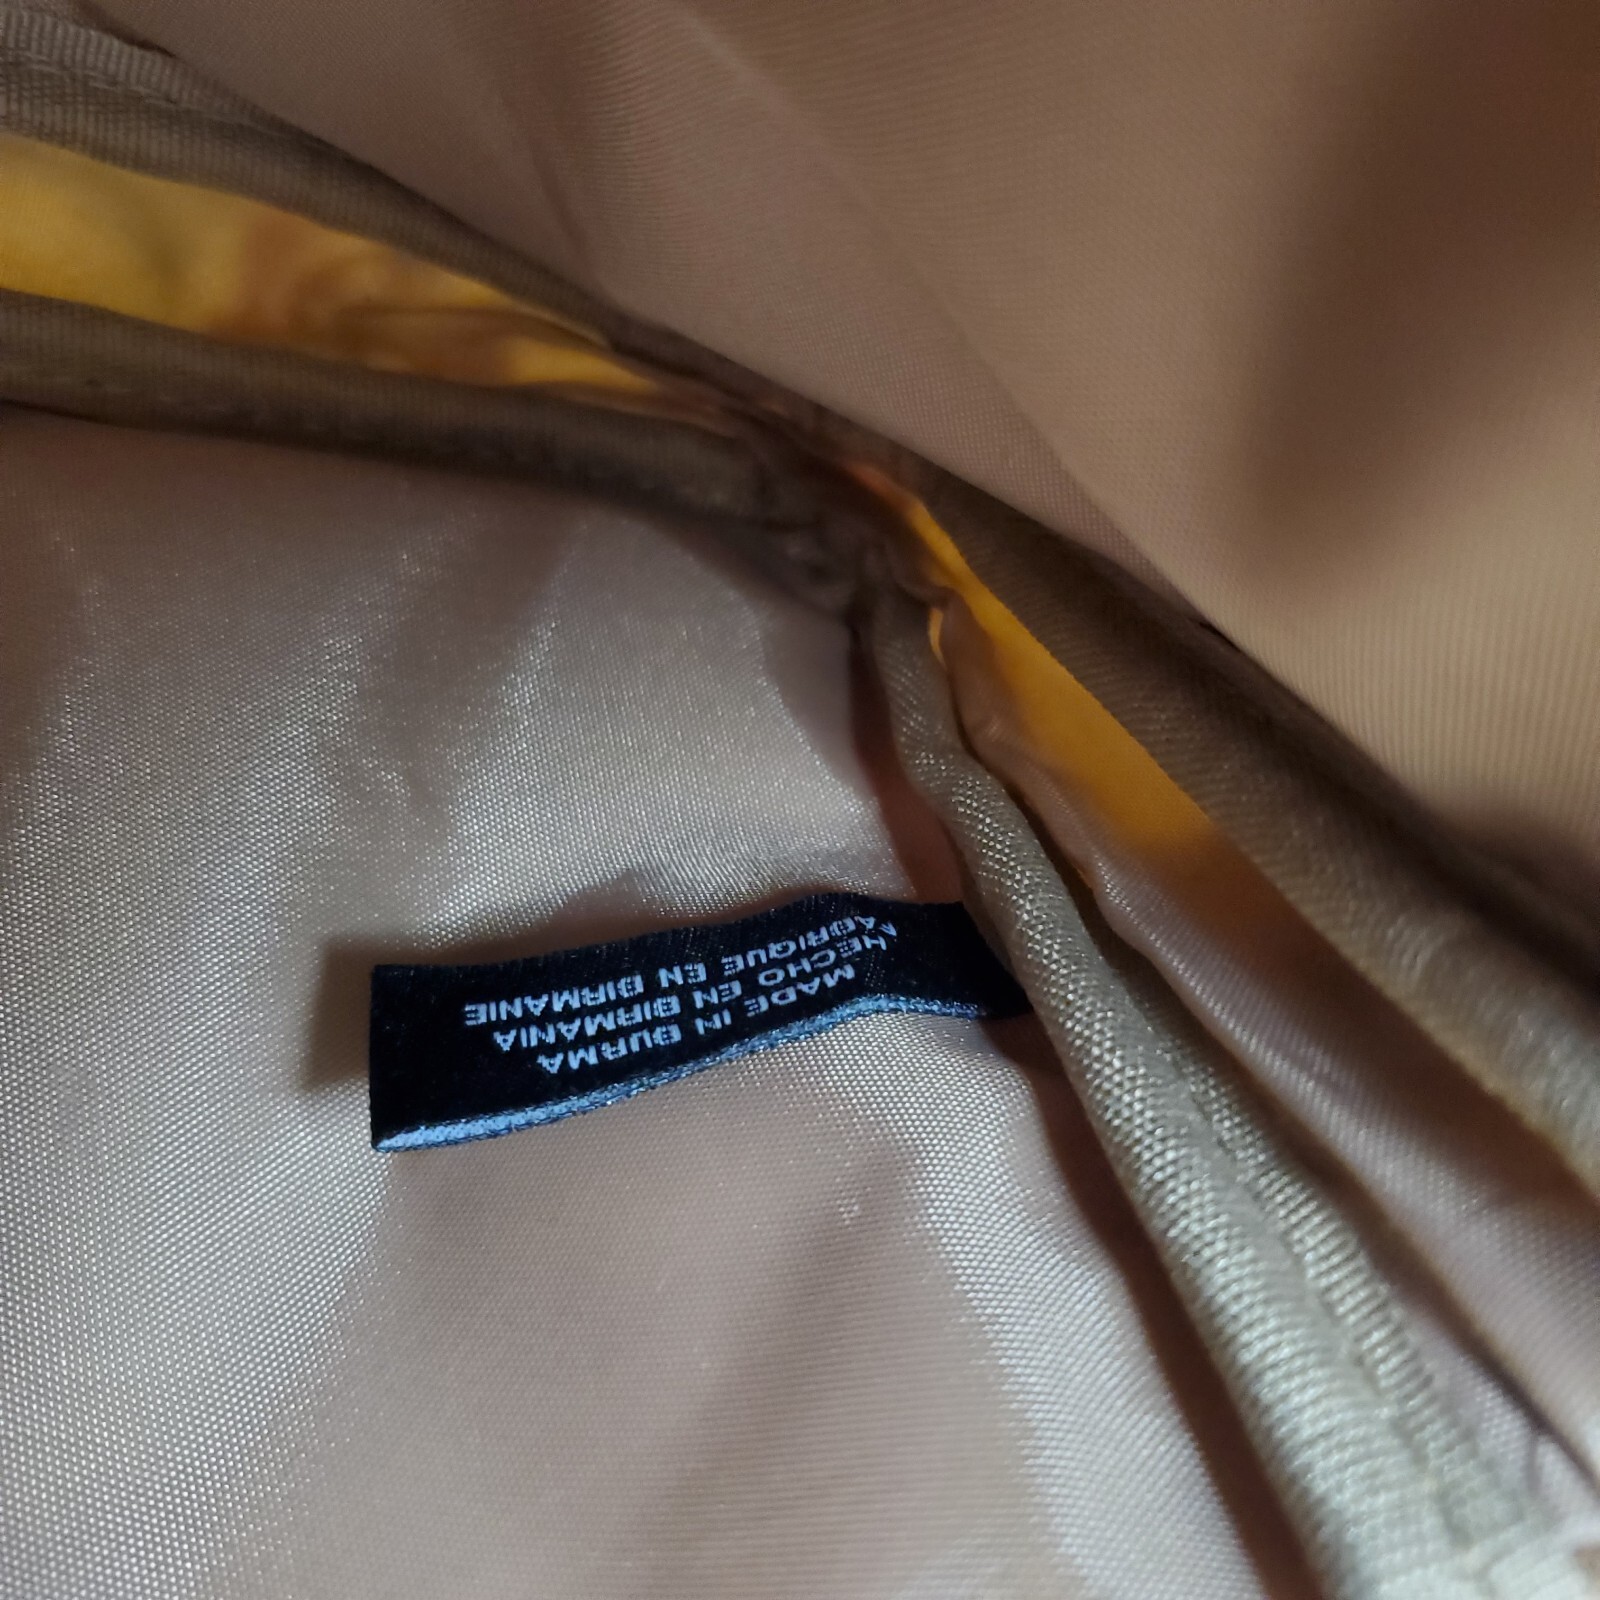 MADE IN BURMA
HECHO EN BIRMANIA
FABRIQUE EN BIRMANIE